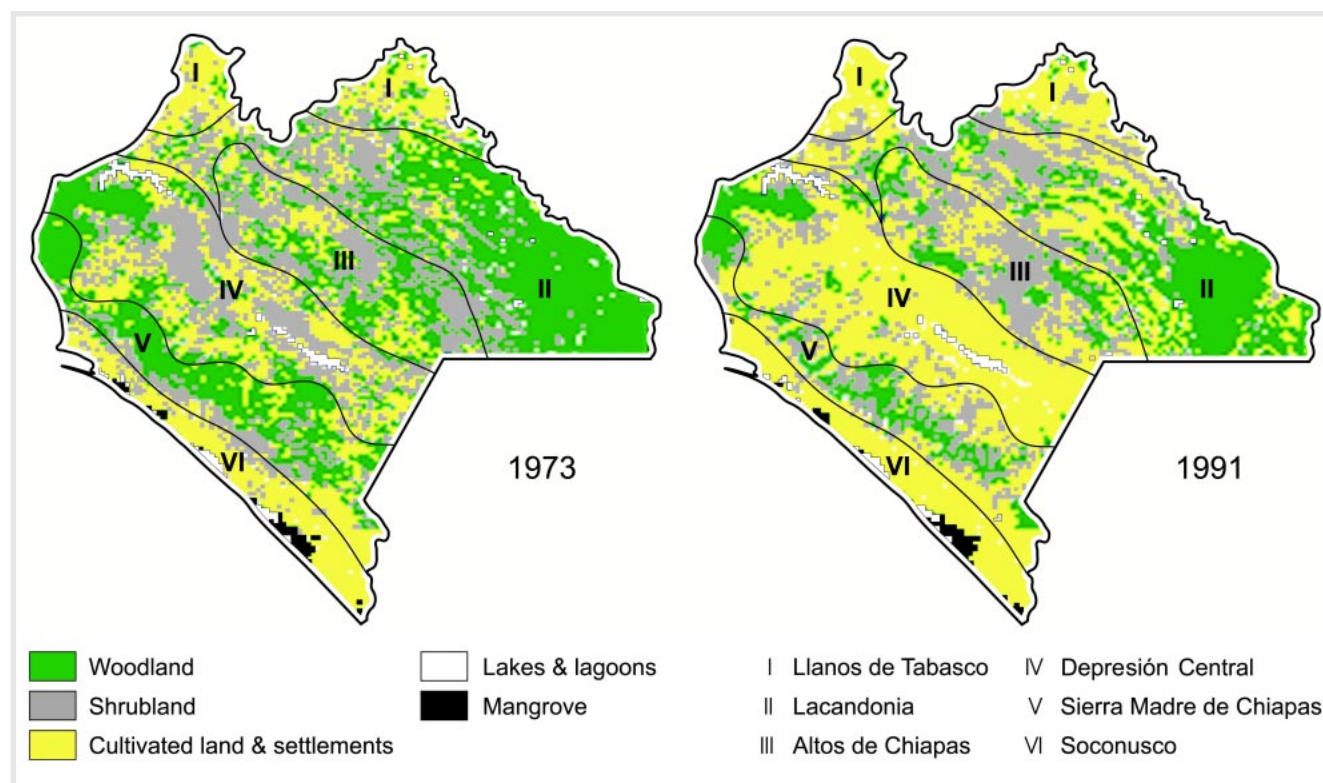 I
I
III
II
IV
V
VI
1973
I
I
III
II
IV
V
VI
1991
Woodland
Shrubland
Cultivated land & settlements
Lakes & lagoons
Mangrove
I Llanos de Tabasco
II Lacandonia
III Altos de Chiapas
IV Depresión Central
V Sierra Madre de Chiapas
VI Soconusco